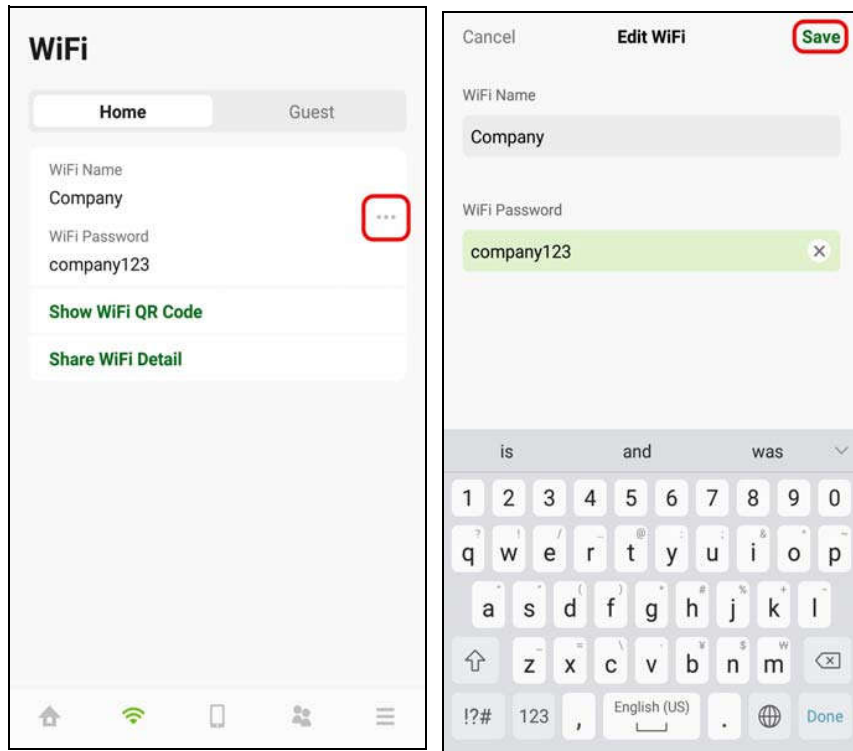 WiFi
Home Guest
WiFi Name
Company
WiFi Password
company123
Show WiFi QR Code
Share WiFi Detail
Cancel Edit WiFi Save
WiFi Name
Company
WiFi Password
company123
is and was
1 2 3 4 5 6 7 8 9 0
q w e r t y u i o p
a s d f g h j k l
z x c v b n m
!?# 123 , English (US) . Done